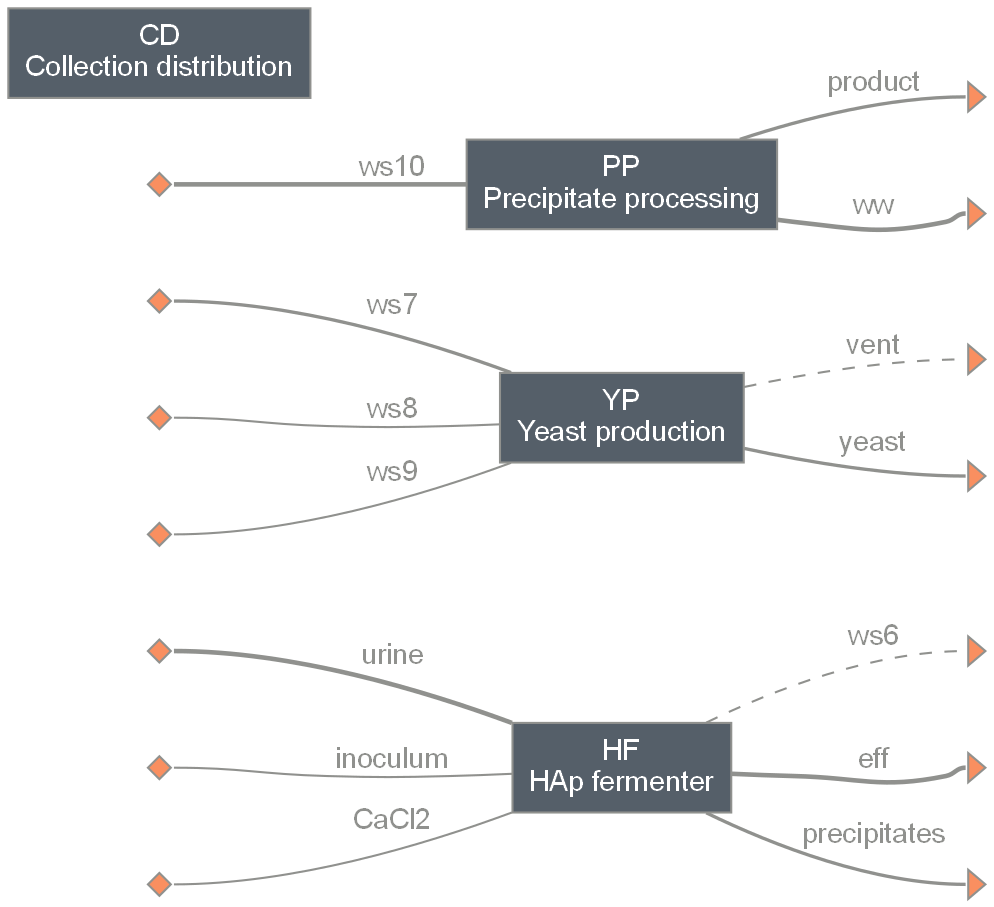 CD
Collection distribution
product
ws10
PP
Precipitate processing
ww
ws7
vent
ws8
YP
Yeast production
yeast
ws9
ws6
urine
inoculum
HF
HAp fermenter
eff
CaCl2
precipitates